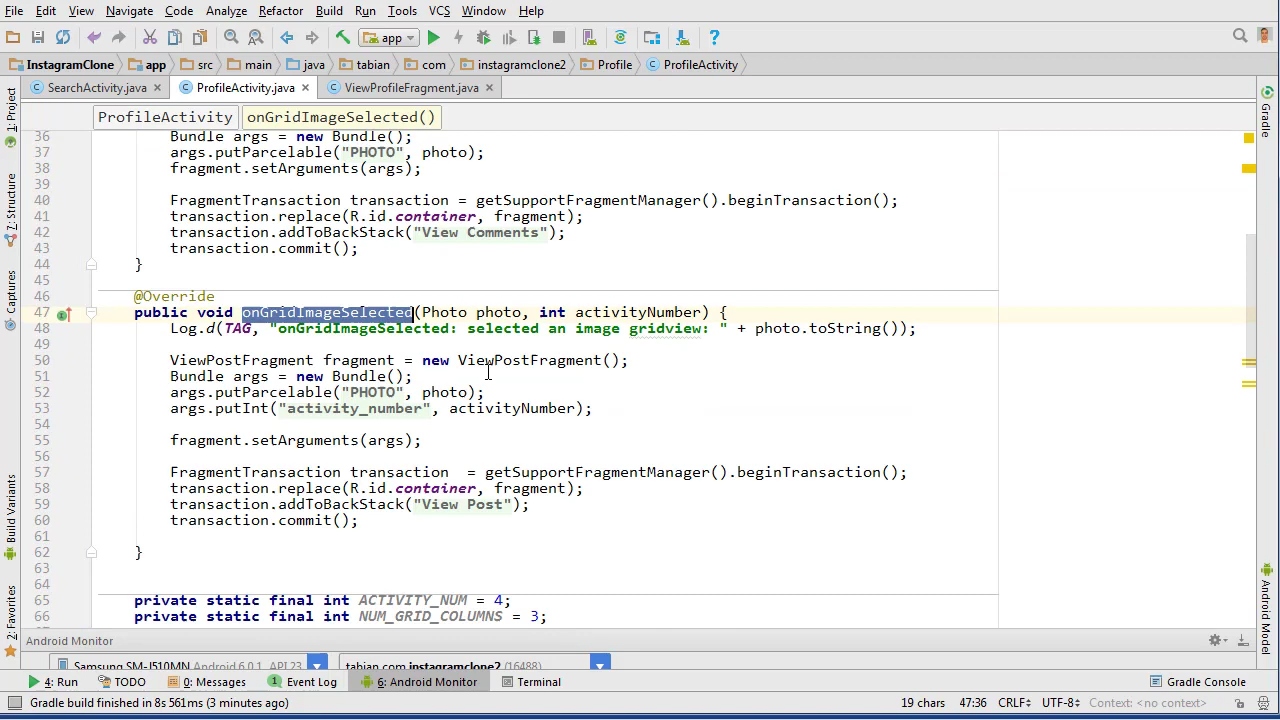 File Edit View Navigate Code Analyze Refactor Build Run Tools VCS Window Help
app
InstagramClone app src main java tabian com instagramclone2 Profile ProfileActivity
SearchActivity.java ProfileActivity.java ViewProfileFragment.java
ProfileActivity onGridImageSelected()
36 Bundle args = new Bundle();
37 args.putParcelable("PHOTO", photo);
38 fragment.setArguments(args);
39
40 FragmentTransaction transaction = getSupportFragmentManager().beginTransaction();
41 transaction.replace(R.id.container, fragment);
42 transaction.addToBackStack("View Comments");
43 transaction.commit();
44 }
45
46 @Override
47 public void onGridImageSelected(Photo photo, int activityNumber) {
48 Log.d(TAG, "onGridImageSelected: selected an image gridview: " + photo.toString());
49
50 ViewPostFragment fragment = new ViewPostFragment();
51 Bundle args = new Bundle();
52 args.putParcelable("PHOTO", photo);
53 args.putInt("activity_number", activityNumber);
54
55 fragment.setArguments(args);
56
57 FragmentTransaction transaction  = getSupportFragmentManager().beginTransaction();
58 transaction.replace(R.id.container, fragment);
59 transaction.addToBackStack("View Post");
60 transaction.commit();
61
62 }
63
64
65 private static final int ACTIVITY_NUM = 4;
66 private static final int NUM_GRID_COLUMNS = 3;
1: Project
7: Structure
Captures
Build Variants
2: Favorites
Gradle
Android Model
Android Monitor
Samsung SM-J510MN Android 6.0.1, API 23 tabian.com.instagramclone2 (16488)
4: Run TODO 0: Messages 1 Event Log 6: Android Monitor Terminal Gradle Console
Gradle build finished in 8s 561ms (3 minutes ago) 19 chars 47:36 CRLF UTF-8 Context: <no context>